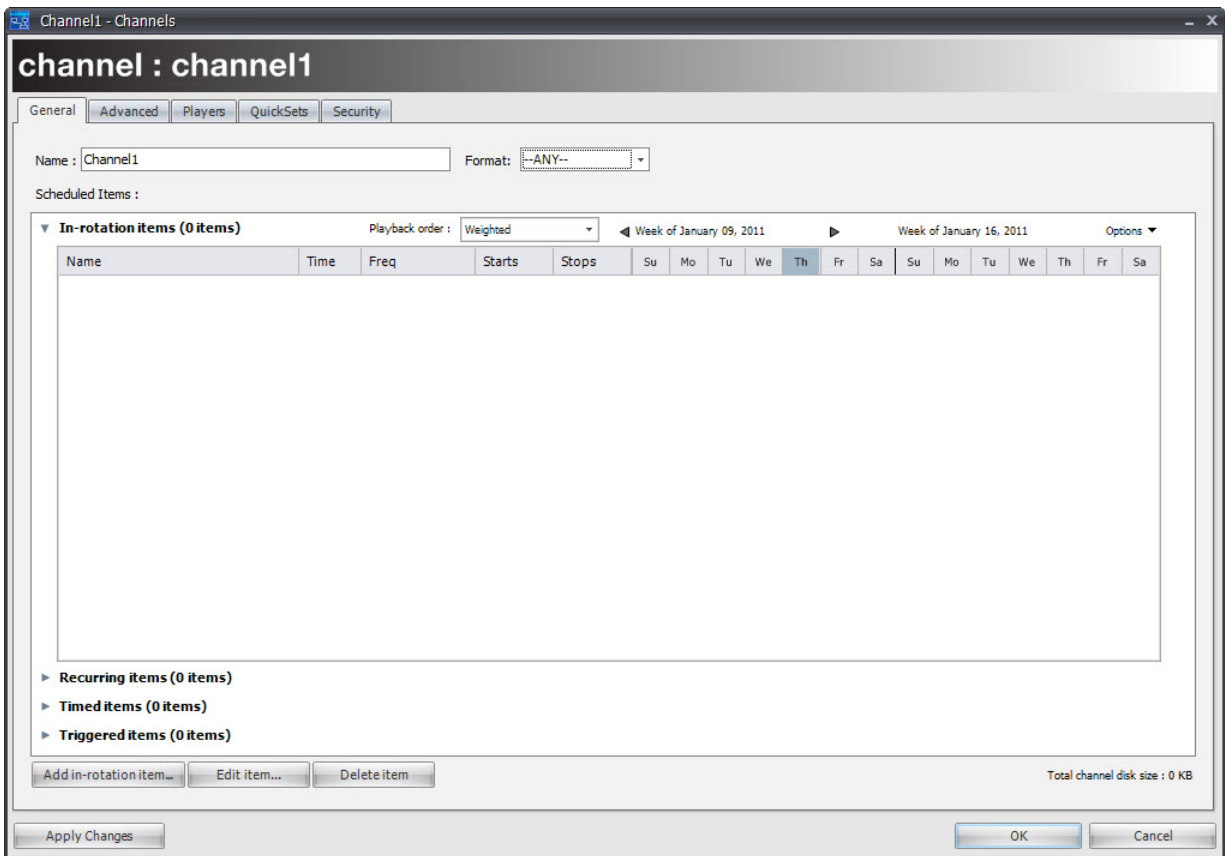 Channel1 - Channels
channel : channel1
General Advanced Players QuickSets Security
Name : Channel1 Format: --ANY--
Scheduled Items :
In-rotation items (0 items) Playback order : Weighted Week of January 09, 2011 Week of January 16, 2011 Options
Name Time Freq Starts Stops Su Mo Tu We Th Fr Sa Su Mo Tu We Th Fr Sa
Recurring items (0 items)
Timed items (0 items)
Triggered items (0 items)
Add in-rotation item... Edit item... Delete item Total channel disk size : 0 KB
Apply Changes OK Cancel